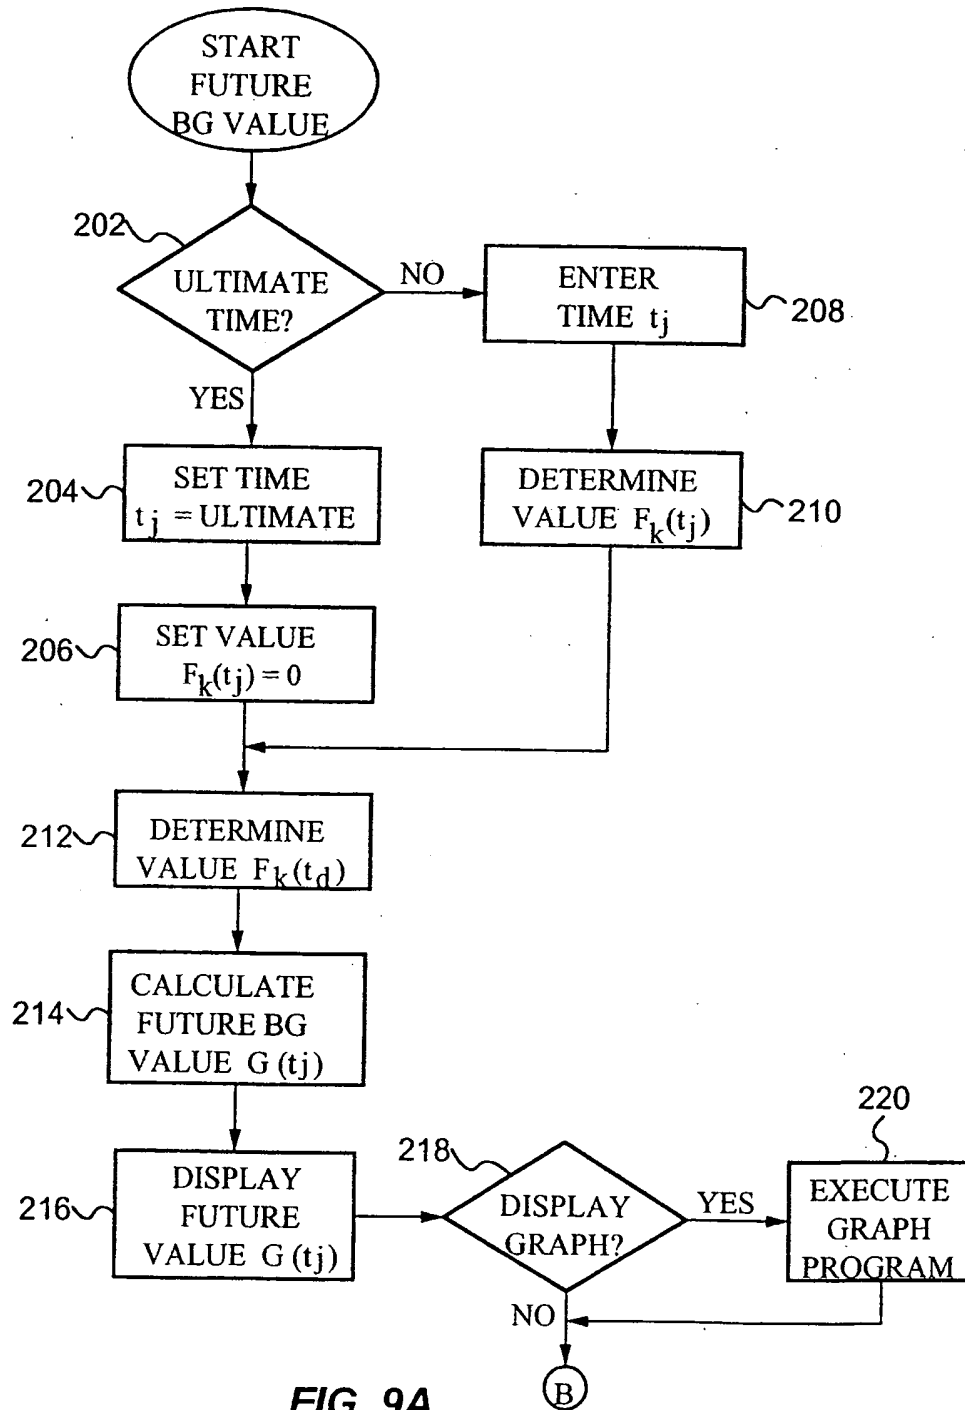 START
FUTURE
BG VALUE
202
ULTIMATE
TIME?
NO
ENTER
TIME tj
208
YES
204
SET TIME
tj = ULTIMATE
DETERMINE
VALUE Fk(tj)
210
206
SET VALUE
Fk(tj) = 0
212
DETERMINE
VALUE Fk(td)
214
CALCULATE
FUTURE BG
VALUE G(tj)
216
DISPLAY
FUTURE
VALUE G(tj)
218
DISPLAY
GRAPH?
YES
220
EXECUTE
GRAPH
PROGRAM
NO
B
FIG. 9A